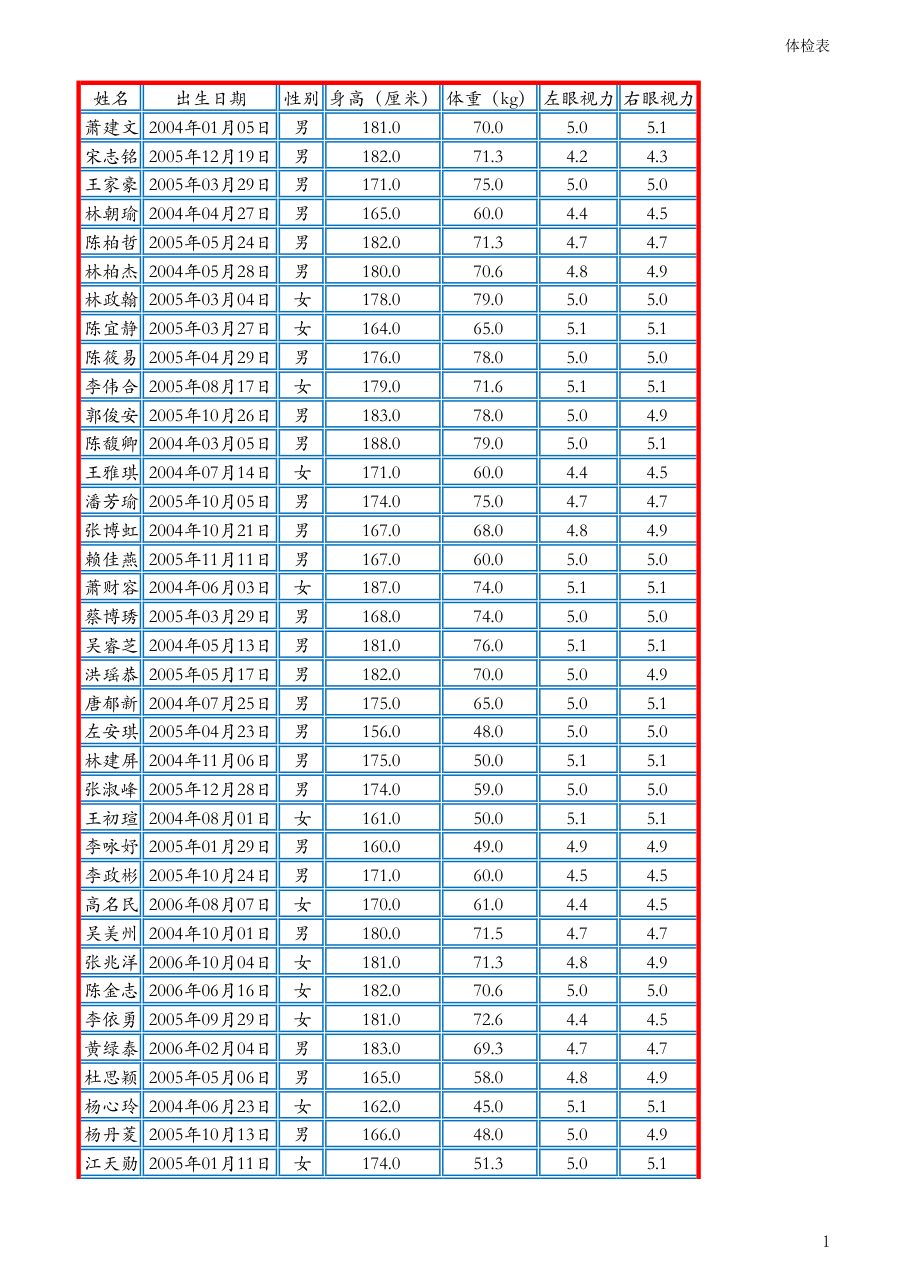 体检表
姓名 出生日期 性别 身高（厘米） 体重（kg） 左眼视力 右眼视力
萧建文 2004年01月05日 男 181.0 70.0 5.0 5.1
宋志铭 2005年12月19日 男 182.0 71.3 4.2 4.3
王家豪 2005年03月29日 男 171.0 75.0 5.0 5.0
林朝瑜 2004年04月27日 男 165.0 60.0 4.4 4.5
陈柏哲 2005年05月24日 男 182.0 71.3 4.7 4.7
林柏杰 2004年05月28日 男 180.0 70.6 4.8 4.9
林政翰 2005年03月04日 女 178.0 79.0 5.0 5.0
陈宜静 2005年03月27日 女 164.0 65.0 5.1 5.1
陈筱易 2005年04月29日 男 176.0 78.0 5.0 5.0
李伟合 2005年08月17日 女 179.0 71.6 5.1 5.1
郭俊安 2005年10月26日 男 183.0 78.0 5.0 4.9
陈馥卿 2004年03月05日 男 188.0 79.0 5.0 5.1
王雅琪 2004年07月14日 女 171.0 60.0 4.4 4.5
潘芳瑜 2005年10月05日 男 174.0 75.0 4.7 4.7
张博虹 2004年10月21日 男 167.0 68.0 4.8 4.9
赖佳燕 2005年11月11日 男 167.0 60.0 5.0 5.0
萧财容 2004年06月03日 女 187.0 74.0 5.1 5.1
蔡博琇 2005年03月29日 男 168.0 74.0 5.0 5.0
吴睿芝 2004年05月13日 男 181.0 76.0 5.1 5.1
洪瑶恭 2005年05月17日 男 182.0 70.0 5.0 4.9
唐郁新 2004年07月25日 男 175.0 65.0 5.0 5.1
左安琪 2005年04月23日 男 156.0 48.0 5.0 5.0
林建屏 2004年11月06日 男 175.0 50.0 5.1 5.1
张淑峰 2005年12月28日 男 174.0 59.0 5.0 5.0
王初瑄 2004年08月01日 女 161.0 50.0 5.1 5.1
李咏妤 2005年01月29日 男 160.0 49.0 4.9 4.9
李政彬 2005年10月24日 男 171.0 60.0 4.5 4.5
高名民 2006年08月07日 女 170.0 61.0 4.4 4.5
吴美州 2004年10月01日 男 180.0 71.5 4.7 4.7
张兆洋 2006年10月04日 女 181.0 71.3 4.8 4.9
陈金志 2006年06月16日 女 182.0 70.6 5.0 5.0
李依勇 2005年09月29日 女 181.0 72.6 4.4 4.5
黄绿泰 2006年02月04日 男 183.0 69.3 4.7 4.7
杜思颖 2005年05月06日 男 165.0 58.0 4.8 4.9
杨心玲 2004年06月23日 女 162.0 45.0 5.1 5.1
杨丹菱 2005年10月13日 男 166.0 48.0 5.0 4.9
江天勋 2005年01月11日 女 174.0 51.3 5.0 5.1
1